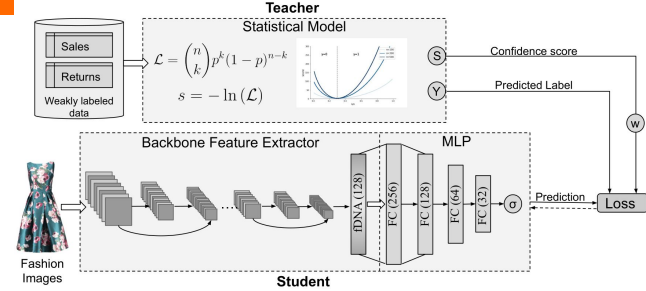 Teacher
Statistical Model
Sales
Returns
Weakly labeled
data
ℒ = (n k) p^k (1 − p)^{n−k}
s = − ln (ℒ)
S
Confidence score
Y
Predicted Label
w
Backbone Feature Extractor
MLP
fDNA (128)
FC (256)
FC (128)
FC (64)
FC (32)
σ
Prediction
Loss
Fashion
Images
Student